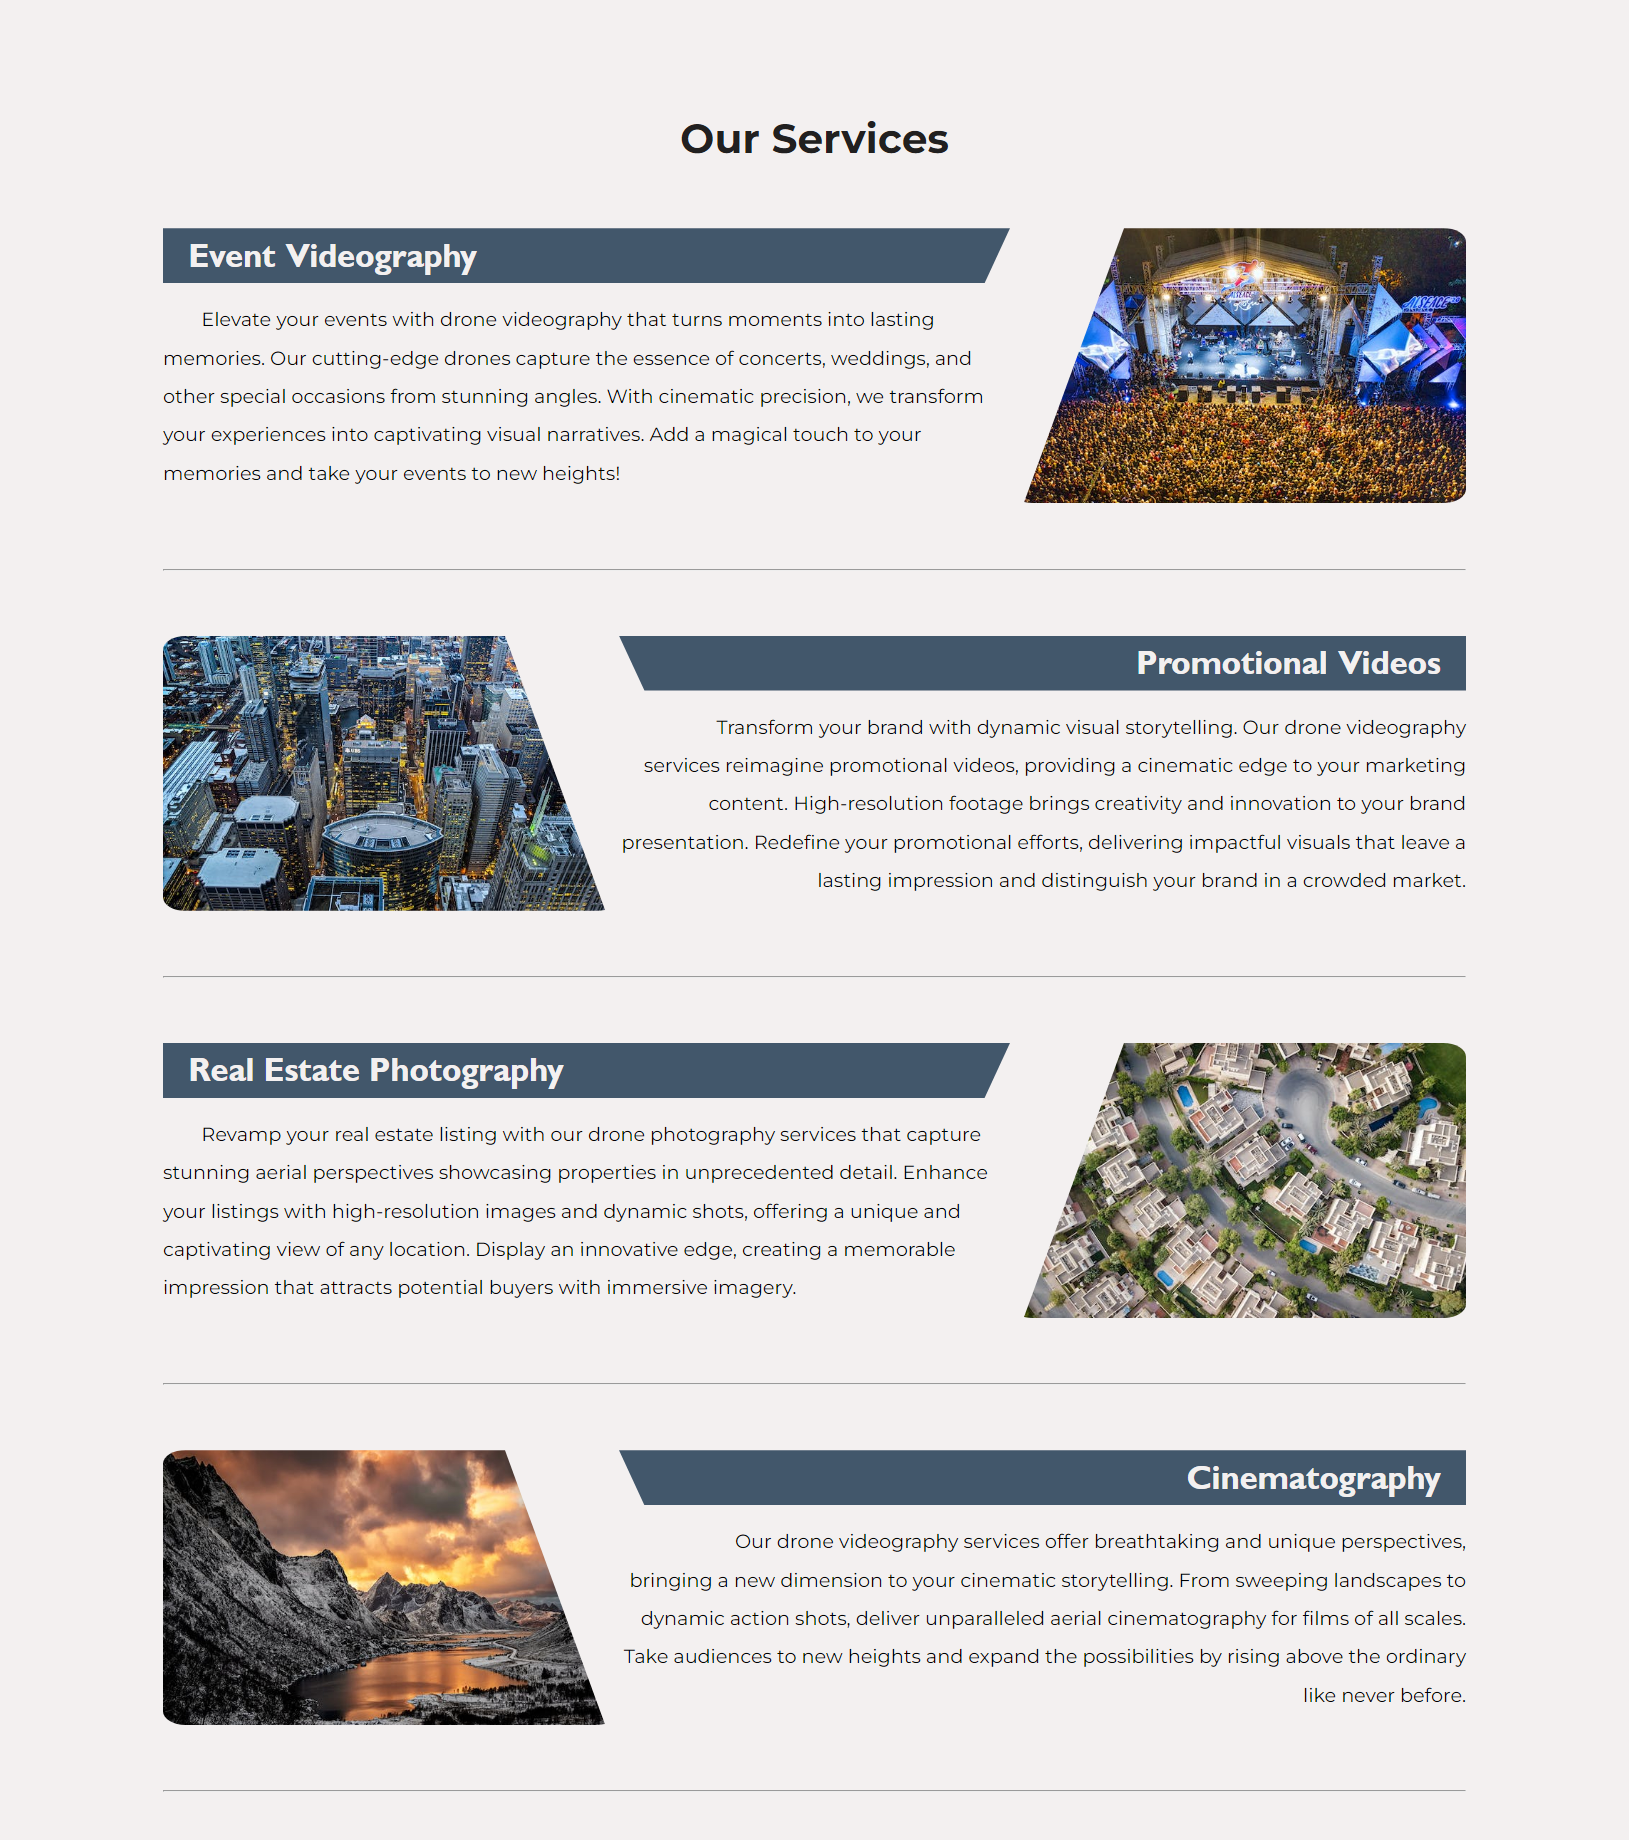 Our Services
Event Videography
Elevate your events with drone videography that turns moments into lasting
memories. Our cutting-edge drones capture the essence of concerts, weddings, and
other special occasions from stunning angles. With cinematic precision, we transform
your experiences into captivating visual narratives. Add a magical touch to your
memories and take your events to new heights!
Promotional Videos
Transform your brand with dynamic visual storytelling. Our drone videography
services reimagine promotional videos, providing a cinematic edge to your marketing
content. High-resolution footage brings creativity and innovation to your brand
presentation. Redefine your promotional efforts, delivering impactful visuals that leave a
lasting impression and distinguish your brand in a crowded market.
Real Estate Photography
Revamp your real estate listing with our drone photography services that capture
stunning aerial perspectives showcasing properties in unprecedented detail. Enhance
your listings with high-resolution images and dynamic shots, offering a unique and
captivating view of any location. Display an innovative edge, creating a memorable
impression that attracts potential buyers with immersive imagery.
Cinematography
Our drone videography services offer breathtaking and unique perspectives,
bringing a new dimension to your cinematic storytelling. From sweeping landscapes to
dynamic action shots, deliver unparalleled aerial cinematography for films of all scales.
Take audiences to new heights and expand the possibilities by rising above the ordinary
like never before.